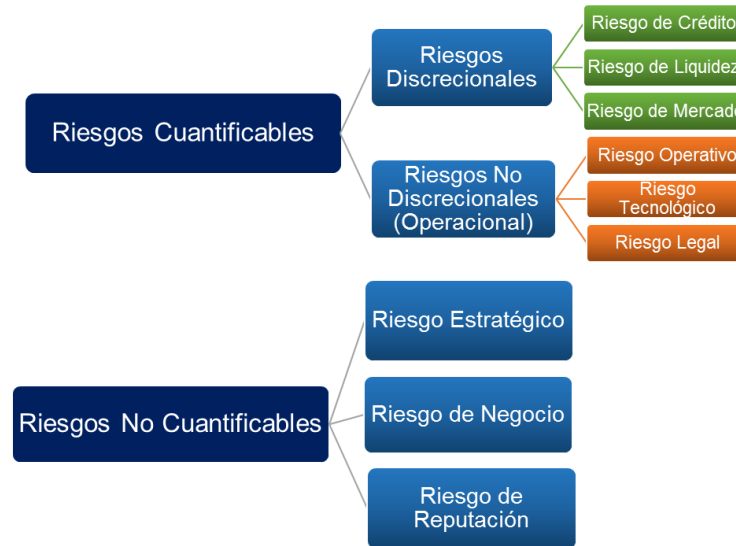 Riesgos Cuantificables
Riesgos
Discrecionales
Riesgo de Crédito
Riesgo de Liquidez
Riesgo de Mercado
Riesgos No
Discrecionales
(Operacional)
Riesgo Operativo
Riesgo
Tecnológico
Riesgo Legal
Riesgos No Cuantificables
Riesgo Estratégico
Riesgo de Negocio
Riesgo de
Reputación